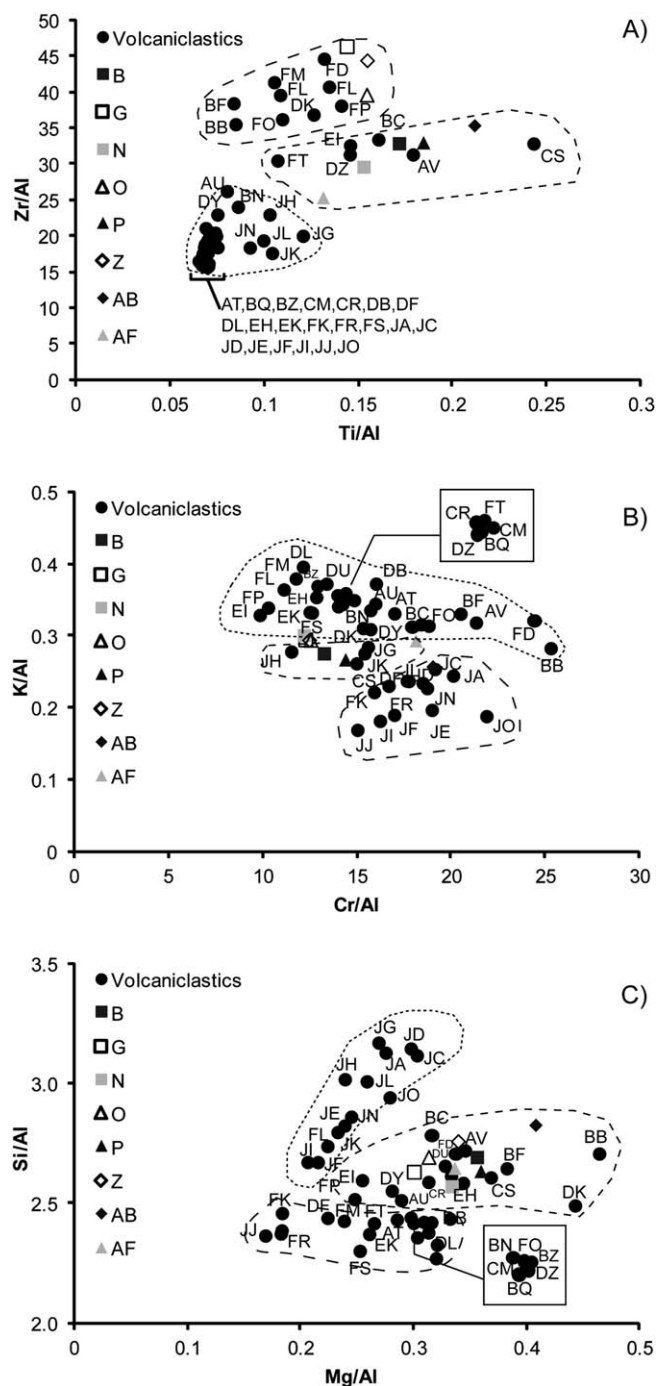 A)
50
45
40
35
30
25
20
15
10
5
0
Zr/Al
Volcaniclastics
B
G
N
O
P
Z
AB
AF
FM
FD
FL
FL
BF
DK
FP
BB
FO
BC
EI
DZ
AV
CS
FT
AU
DY
BN
JH
JN
JL
JG
JK
AT,BQ,BZ,CM,CR,DB,DF
DL,EH,EK,FK,FR,FS,JA,JC
JD,JE,JF,JI,JJ,JO
0
0.05
0.1
0.15
0.2
0.25
0.3
Ti/Al
B)
0.5
0.4
0.3
0.2
0.1
0
K/Al
Volcaniclastics
B
G
N
O
P
Z
AB
AF
CR
FT
CM
DZ
BQ
DL
FM
BZ
DU
DB
FL
FP
EH
AU
AT
BF
EI
EK
FS
BN
BC
FO
AV
FD
DK
DY
BB
JH
JG
JK
JC
CS
JA
FK
FR
JN
JJ
JI
JF
JE
JOI
0
5
10
15
20
25
30
Cr/Al
C)
3.5
3.0
2.5
2.0
Si/Al
Volcaniclastics
B
G
N
O
P
Z
AB
AF
JG
JD
JA
JC
JH
JL
JO
JE
JN
FL
JK
JI
JF
BC
FD
AV
DU
BF
BB
EI
DY
FP
CR
EH
CS
DK
FK
DF
FM
FT
AU
JJ
FR
AT
EK
DL
FS
BN
FO
BZ
CM
DZ
BQ
0
0.1
0.2
0.3
0.4
0.5
Mg/Al